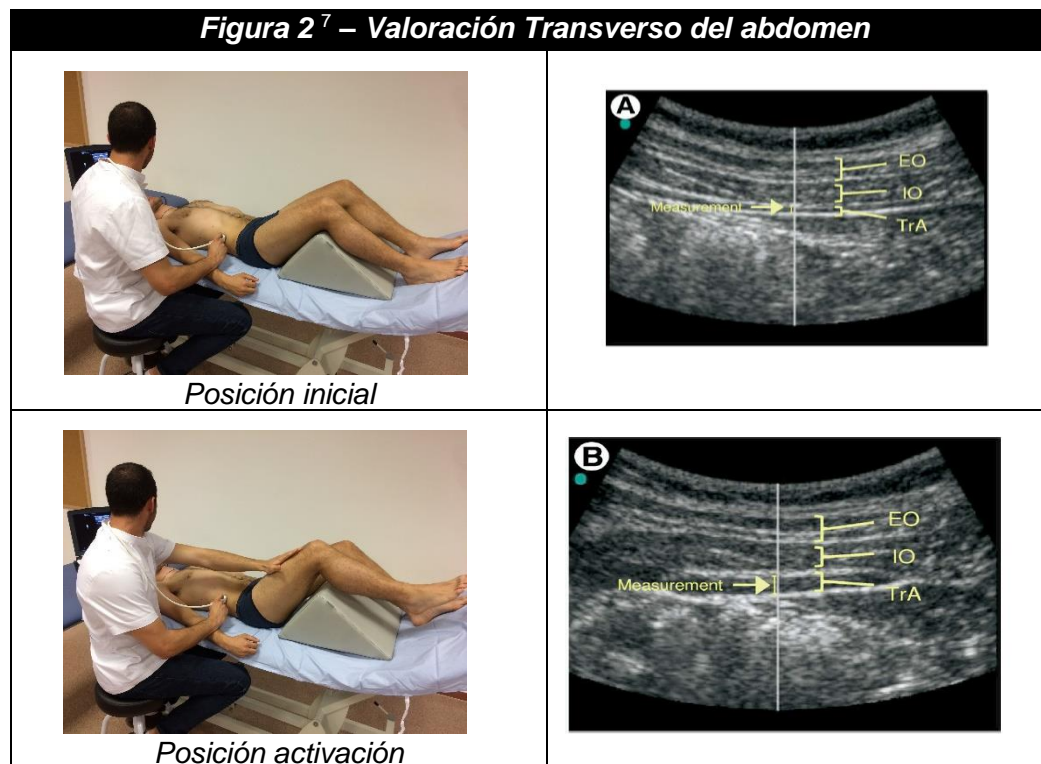 Figura 2 ⁷ – Valoración Transverso del abdomen
A
EO
IO
Measurement
TrA
Posición inicial
B
EO
IO
Measurement
TrA
Posición activación